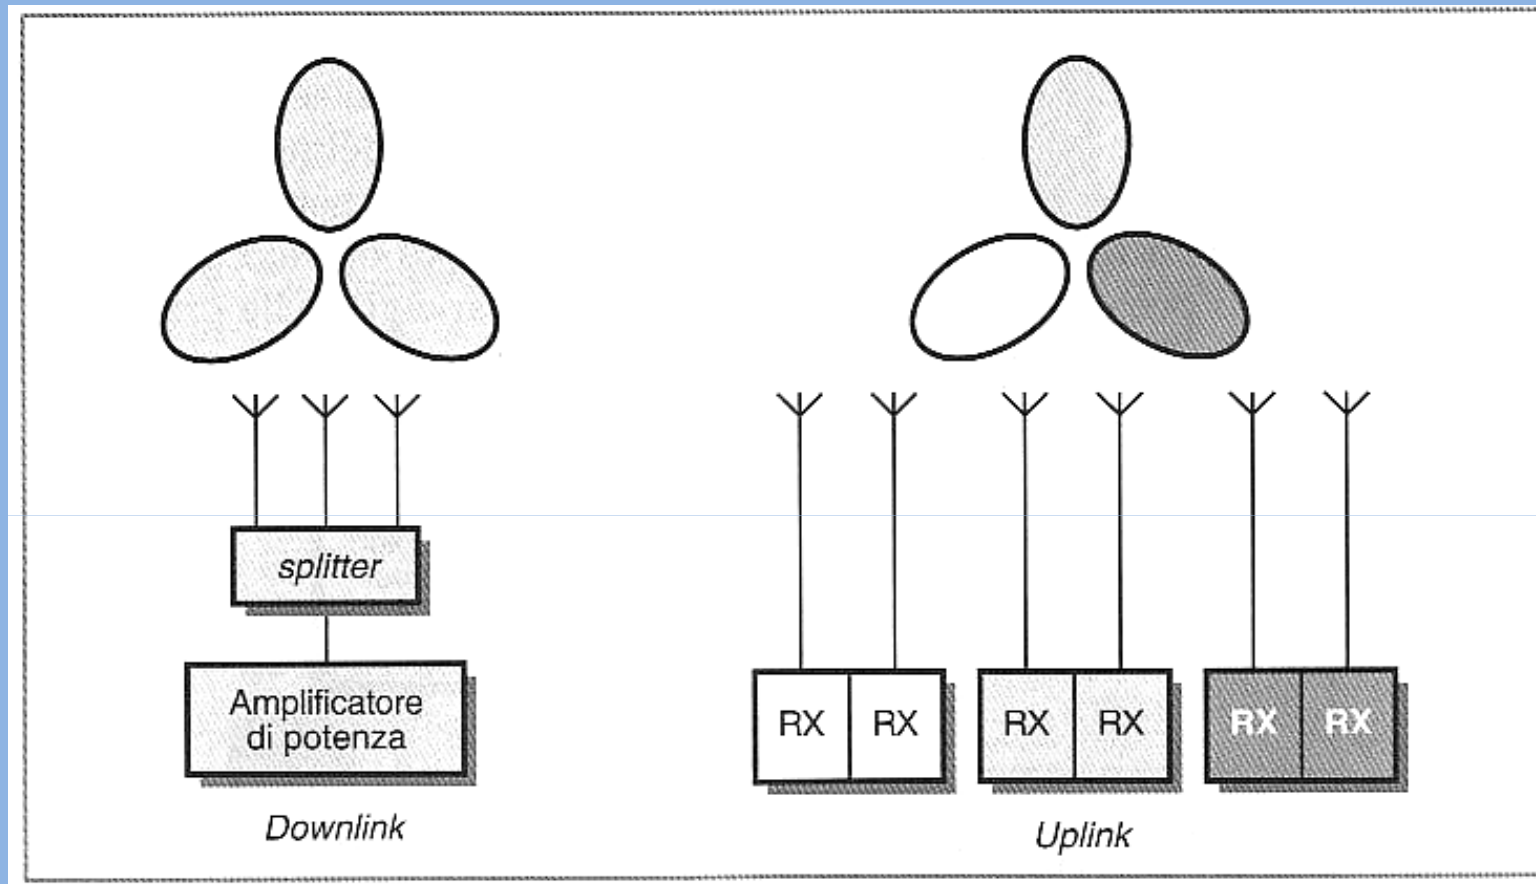 splitter
Amplificatore
di potenza
Downlink
RX
RX
RX
RX
RX
RX
Uplink